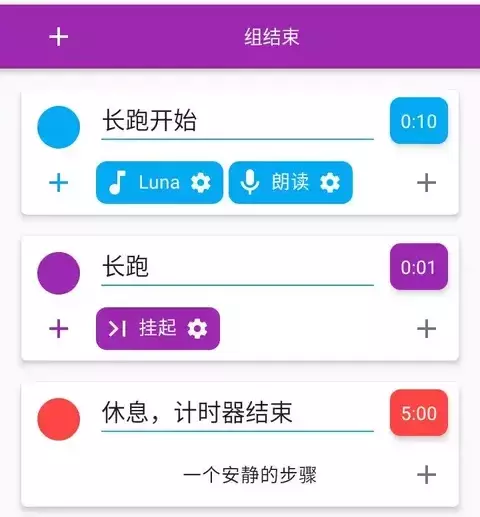 组结束
长跑开始
0:10
Luna
朗读
长跑
0:01
挂起
休息，计时器结束
5:00
一个安静的步骤